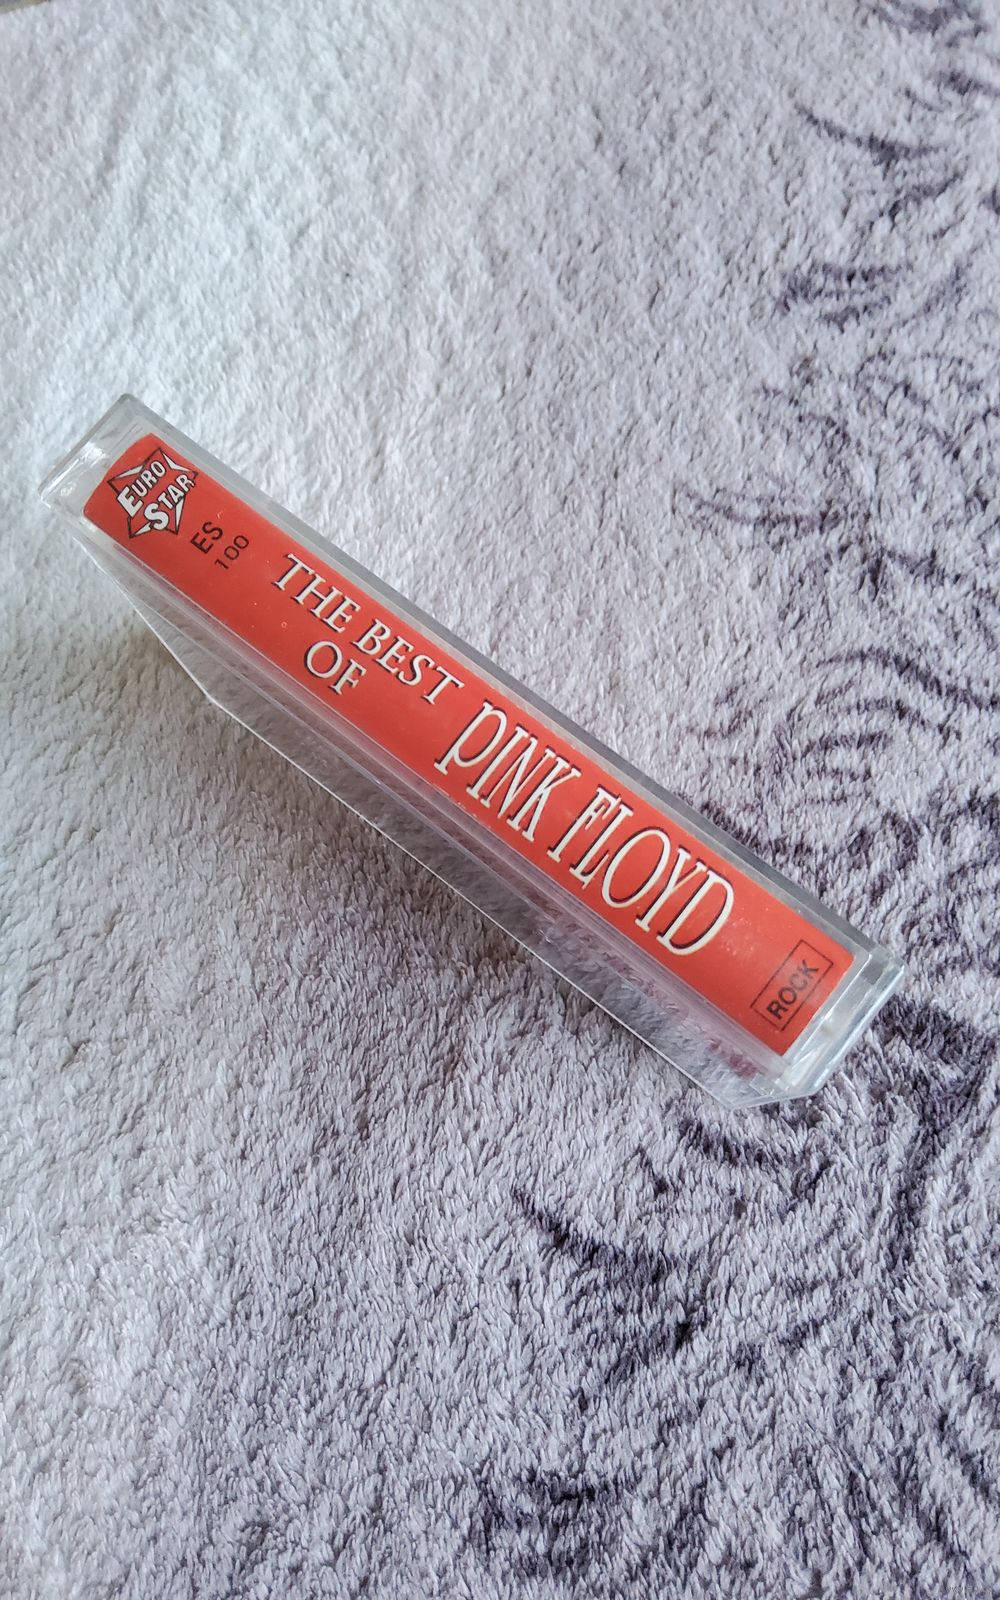 EURO
STAR
ES
100
THE BEST
OF
PINK FLOYD
ROCK